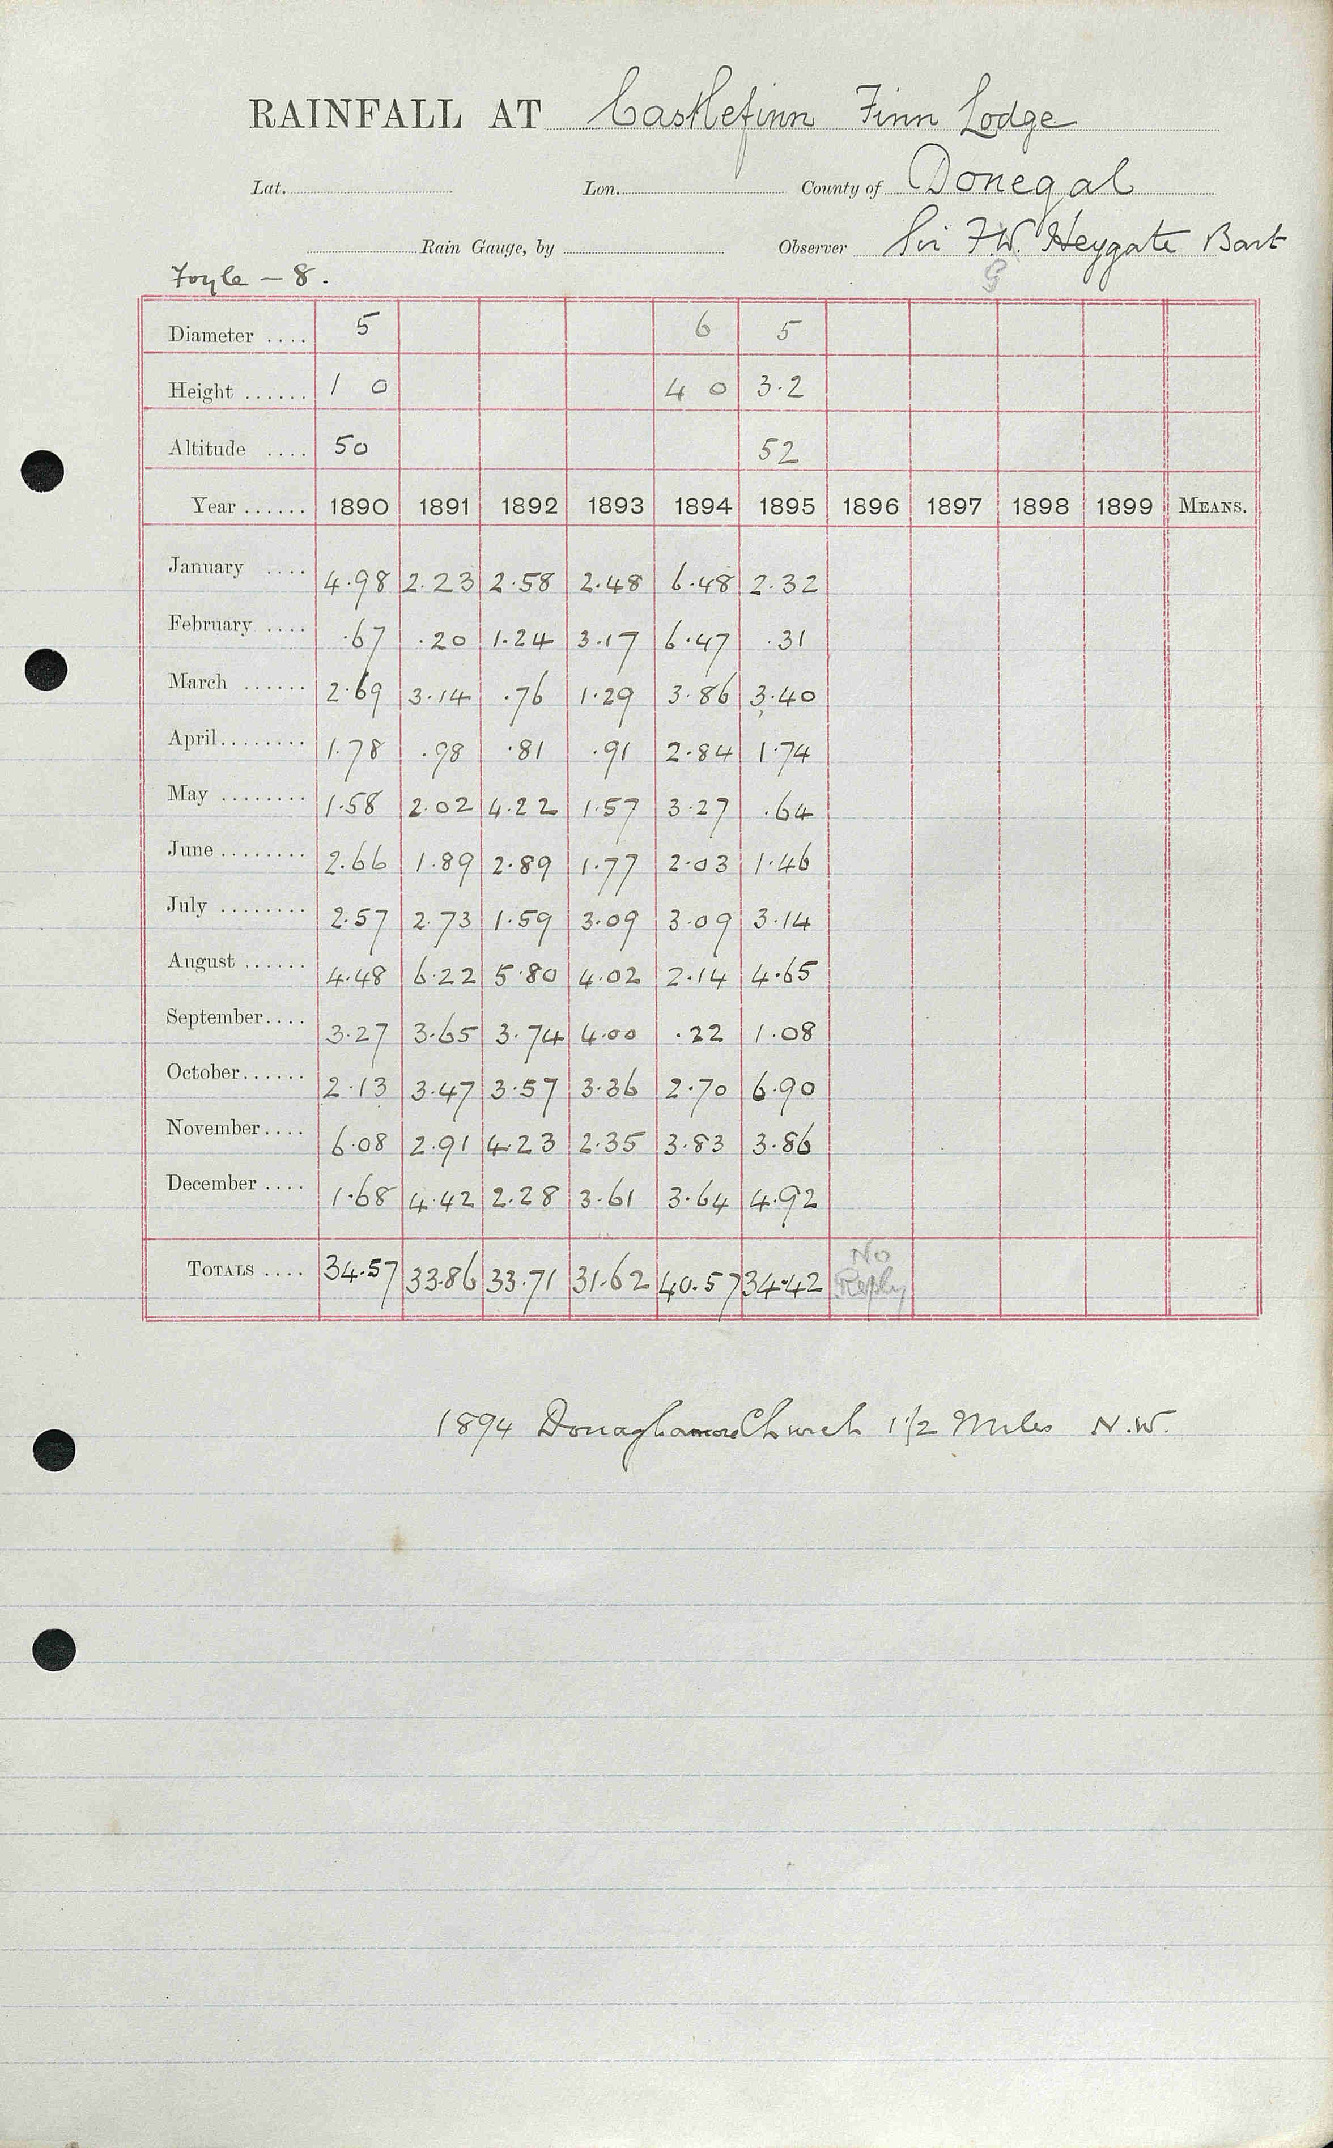 RAINFALL AT Castlefinn Finn Lodge
Lat. Lon. County of Donegal
Rain Gauge, by Observer Sir F.W. Heygate Bart
G
Foyle - 8.
Diameter .... 5 6 5
Height ...... 1 0 4 0 3.2
Altitude .... 50 52
Year ...... 1890 1891 1892 1893 1894 1895 1896 1897 1898 1899 MEANS.
January .... 4.98 2.23 2.58 2.48 6.48 2.32
February .... .67 .20 1.24 3.17 6.47 .31
March ...... 2.69 3.14 .76 1.29 3.86 3.40
April........ 1.78 .98 .81 .91 2.84 1.74
May ........ 1.58 2.02 4.22 1.57 3.27 .64
June ........ 2.66 1.89 2.89 1.77 2.03 1.46
July ........ 2.57 2.73 1.59 3.09 3.09 3.14
August ...... 4.48 6.22 5.80 4.02 2.14 4.65
September.... 3.27 3.65 3.74 4.00 .22 1.08
October...... 2.13 3.47 3.57 3.36 2.70 6.90
November.... 6.08 2.91 4.23 2.35 3.83 3.86
December .... 1.68 4.42 2.28 3.61 3.64 4.92
TOTALS .... 34.57 33.86 33.71 31.62 40.57 34.42 No Reply
1894 Donaghamore Church 1 1/2 Miles N.W.